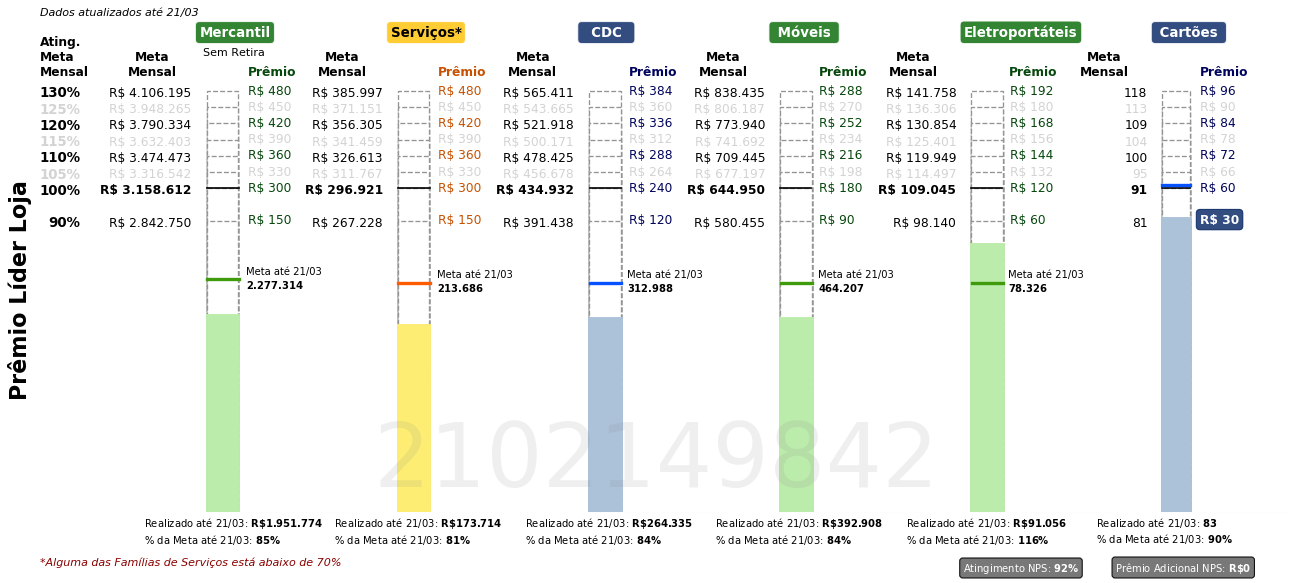 Dados atualizados até 21/03
Mercantil Serviços* CDC Móveis Eletroportáteis Cartões
Sem Retira
Ating. Meta Mensal Meta Mensal Prêmio Meta Mensal Prêmio Meta Mensal Prêmio Meta Mensal Prêmio Meta Mensal Prêmio Meta Mensal Prêmio
130% R$ 4.106.195 R$ 480 R$ 385.997 R$ 480 R$ 565.411 R$ 384 R$ 838.435 R$ 288 R$ 141.758 R$ 192 118 R$ 96
125% R$ 3.948.265 R$ 450 R$ 371.151 R$ 450 R$ 543.665 R$ 360 R$ 806.187 R$ 270 R$ 136.306 R$ 180 113 R$ 90
120% R$ 3.790.334 R$ 420 R$ 356.305 R$ 420 R$ 521.918 R$ 336 R$ 773.940 R$ 252 R$ 130.854 R$ 168 109 R$ 84
115% R$ 3.632.403 R$ 390 R$ 341.459 R$ 390 R$ 500.171 R$ 312 R$ 741.692 R$ 234 R$ 125.401 R$ 156 104 R$ 78
110% R$ 3.474.473 R$ 360 R$ 326.613 R$ 360 R$ 478.425 R$ 288 R$ 709.445 R$ 216 R$ 119.949 R$ 144 100 R$ 72
105% R$ 3.316.542 R$ 330 R$ 311.767 R$ 330 R$ 456.678 R$ 264 R$ 677.197 R$ 198 R$ 114.497 R$ 132 95 R$ 66
100% R$ 3.158.612 R$ 300 R$ 296.921 R$ 300 R$ 434.932 R$ 240 R$ 644.950 R$ 180 R$ 109.045 R$ 120 91 R$ 60
90% R$ 2.842.750 R$ 150 R$ 267.228 R$ 150 R$ 391.438 R$ 120 R$ 580.455 R$ 90 R$ 98.140 R$ 60 81 R$ 30
Meta até 21/03 Meta até 21/03 Meta até 21/03 Meta até 21/03 Meta até 21/03
2.277.314 213.686 312.988 464.207 78.326
Prêmio Líder Loja
2102149842
Realizado até 21/03: R$1.951.774 Realizado até 21/03: R$173.714 Realizado até 21/03: R$264.335 Realizado até 21/03: R$392.908 Realizado até 21/03: R$91.056 Realizado até 21/03: 83
% da Meta até 21/03: 85% % da Meta até 21/03: 81% % da Meta até 21/03: 84% % da Meta até 21/03: 84% % da Meta até 21/03: 116% % da Meta até 21/03: 90%
*Alguma das Famílias de Serviços está abaixo de 70% Atingimento NPS: 92% Prêmio Adicional NPS: R$0